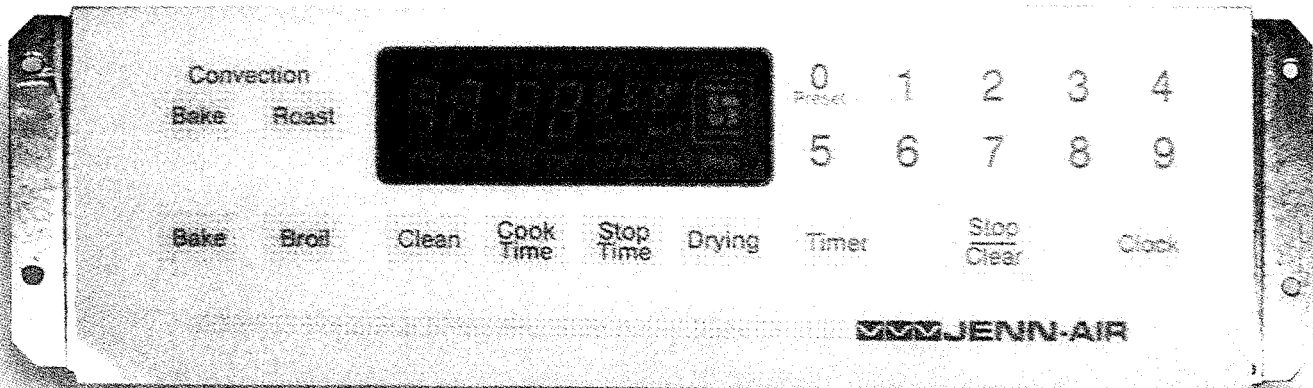 Convection
Bake Roast
0 1 2 3 4
Preset
5 6 7 8 9
Bake Broil Clean Cook Time Stop Time Drying Timer Stop Clear Clock
JENN-AIR